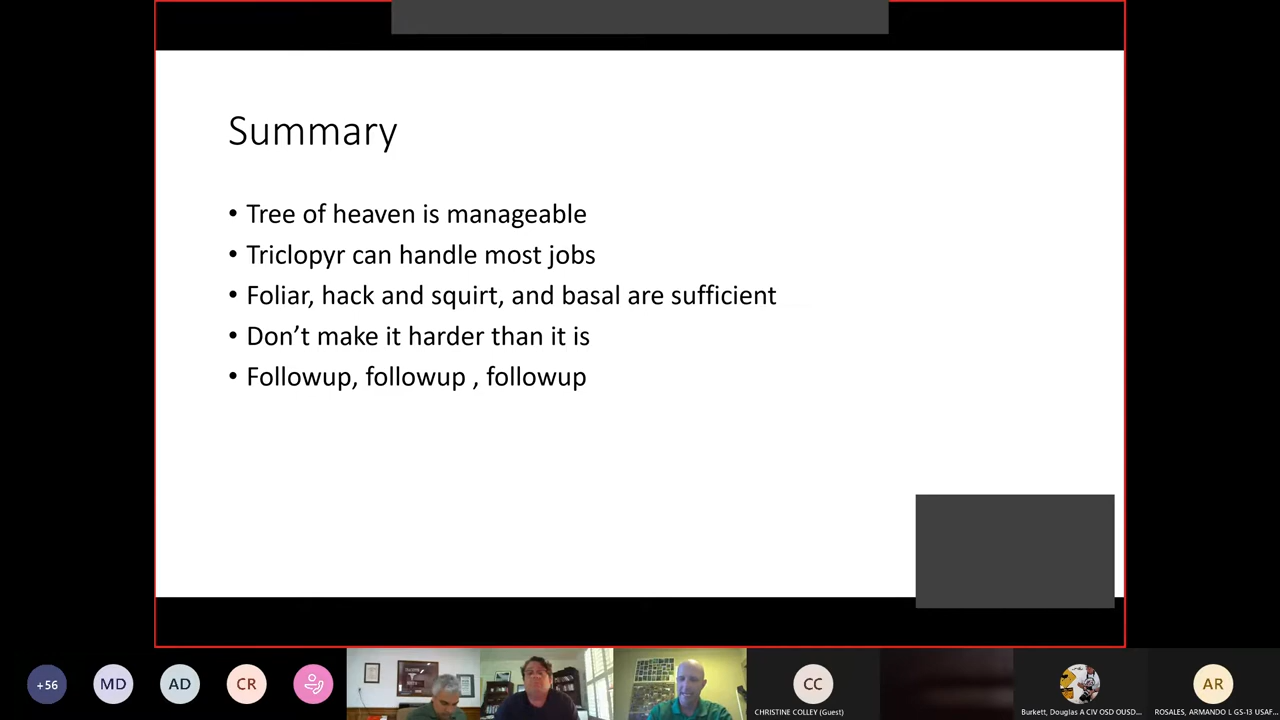 Summary
• Tree of heaven is manageable
• Triclopyr can handle most jobs
• Foliar, hack and squirt, and basal are sufficient
• Don’t make it harder than it is
• Followup, followup , followup
+56
MD
AD
CR
CC
CHRISTINE COLLEY (Guest)
Burkett, Douglas A CIV OSD OUSD...
AR
ROSALES, ARMANDO L GS-13 USAF...